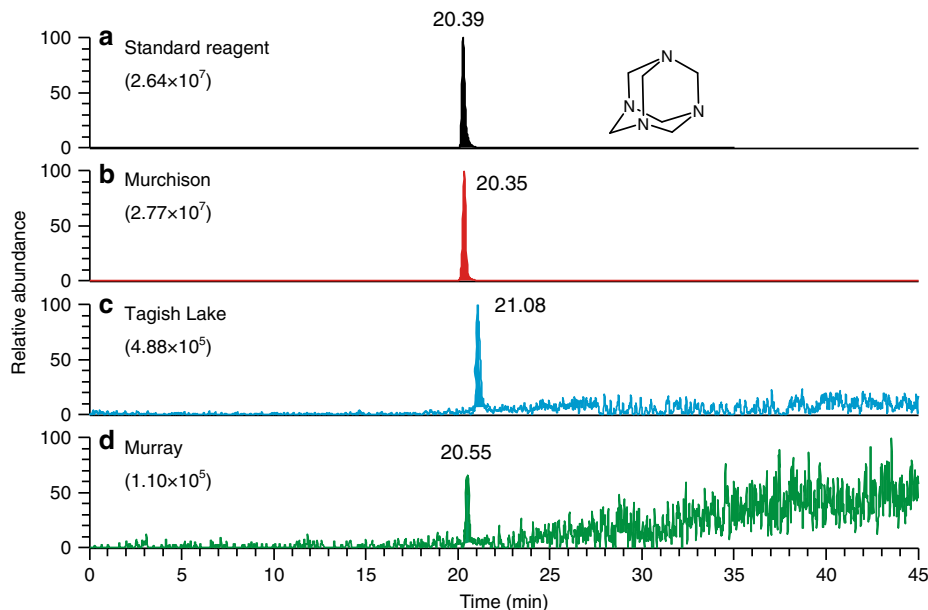 20.39
a Standard reagent
(2.64×10⁷)
100
50
0
N
N N
N
b Murchison
(2.77×10⁷)
20.35
100
50
0
c Tagish Lake
(4.88×10⁵)
21.08
100
50
0
d Murray
(1.10×10⁵)
20.55
100
50
0
Relative abundance
0 5 10 15 20 25 30 35 40 45
Time (min)